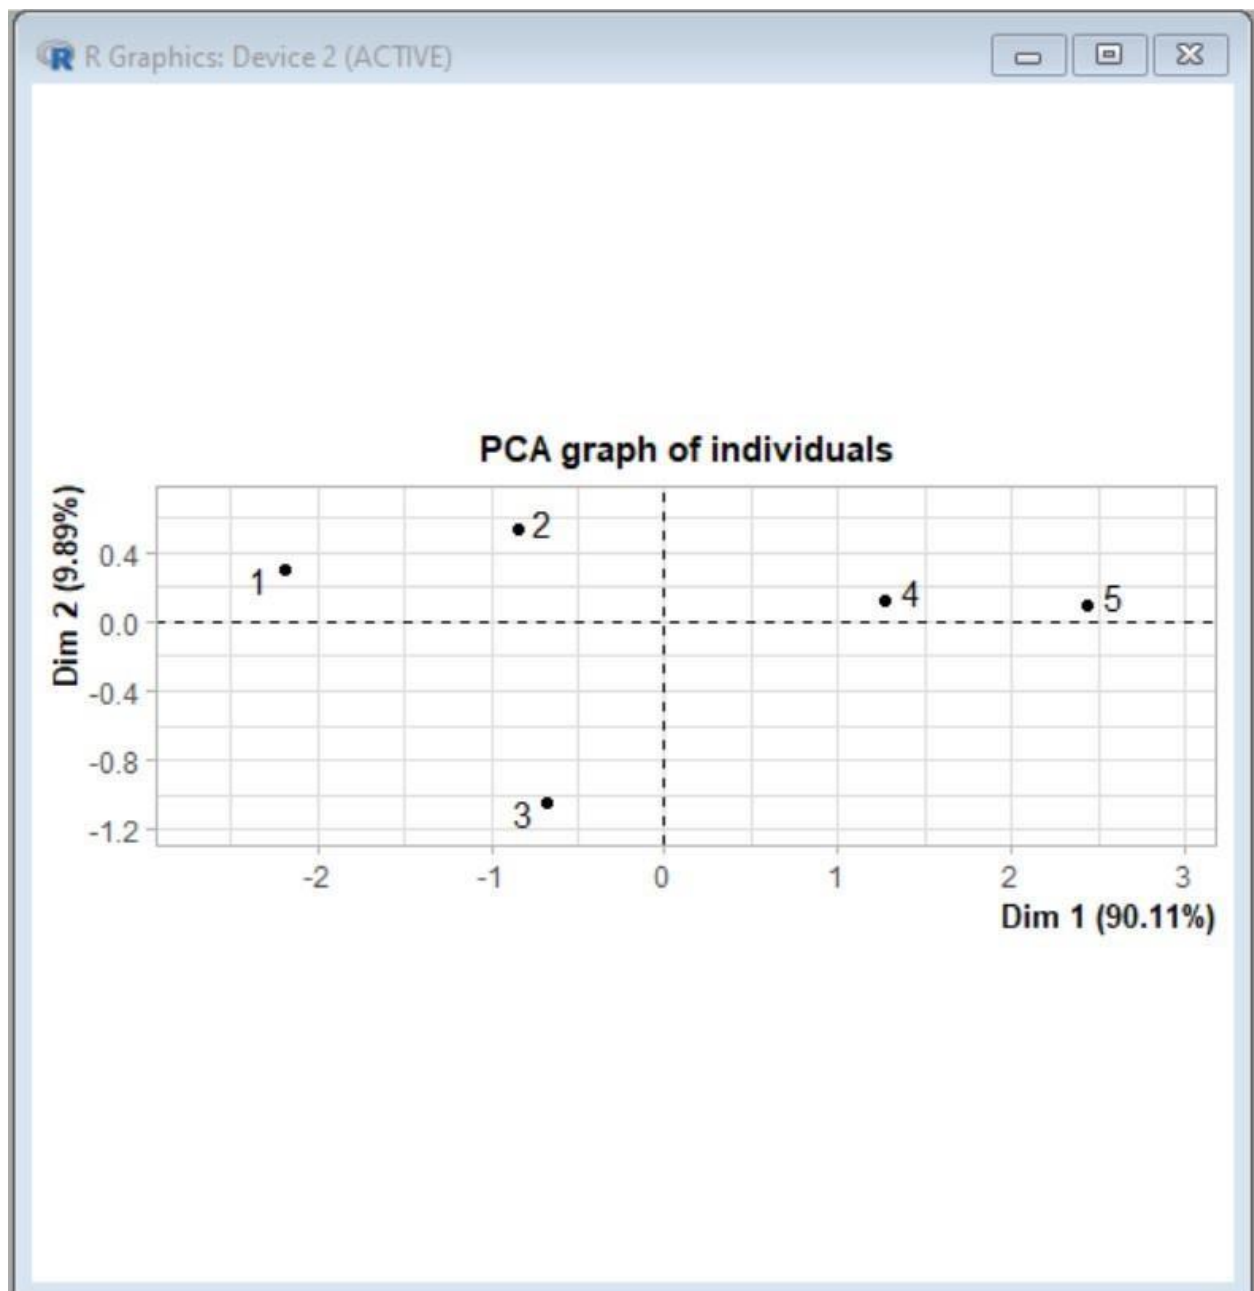 R Graphics: Device 2 (ACTIVE)
PCA graph of individuals
Dim 2 (9.89%)
0.4
0.0
-0.4
-0.8
-1.2
1
2
3
4
5
-2 -1 0 1 2 3
Dim 1 (90.11%)